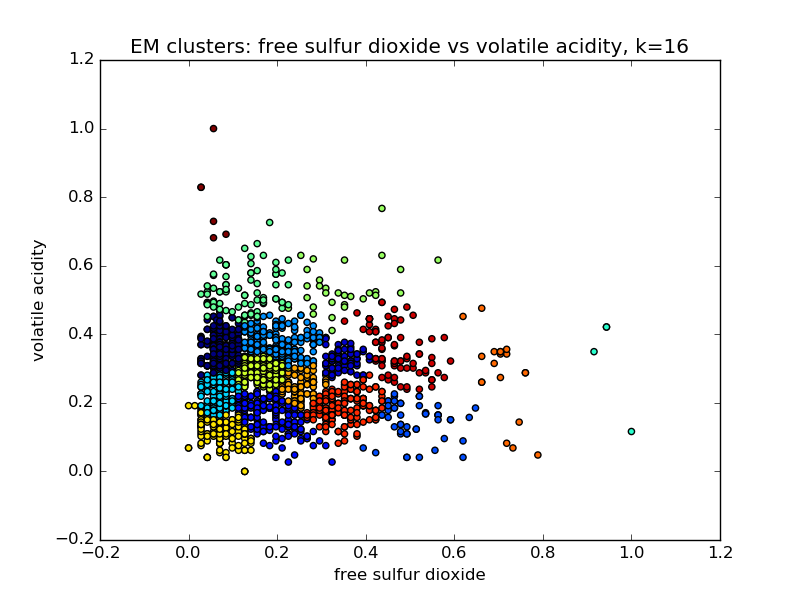 EM clusters: free sulfur dioxide vs volatile acidity, k=16
1.2
1.0
0.8
0.6
0.4
0.2
0.0
−0.2
volatile acidity
−0.2 0.0 0.2 0.4 0.6 0.8 1.0 1.2
free sulfur dioxide